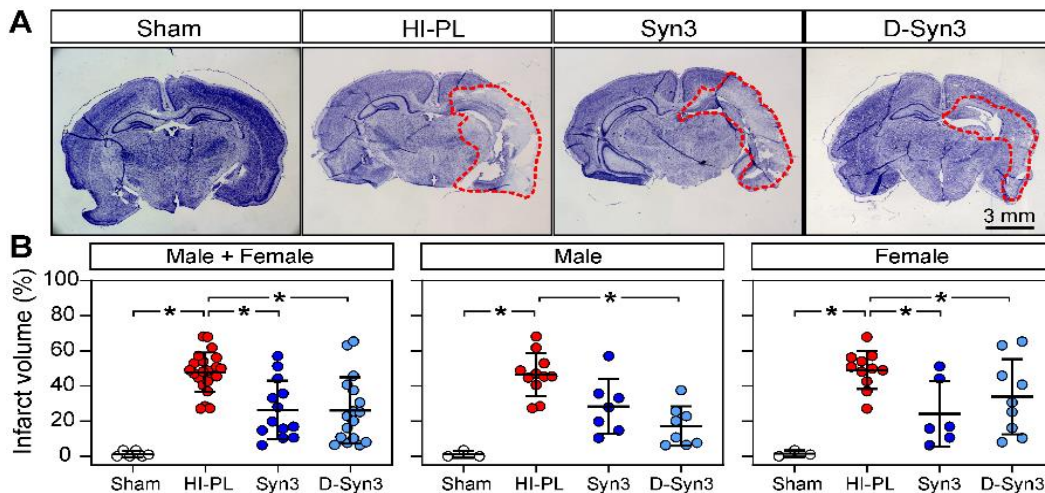 A
Sham HI-PL Syn3 D-Syn3
3 mm
B
Male + Female Male Female
Infarct volume (%)
100
80
60
40
20
0
* * *
* *
* * *
Sham HI-PL Syn3 D-Syn3 Sham HI-PL Syn3 D-Syn3 Sham HI-PL Syn3 D-Syn3